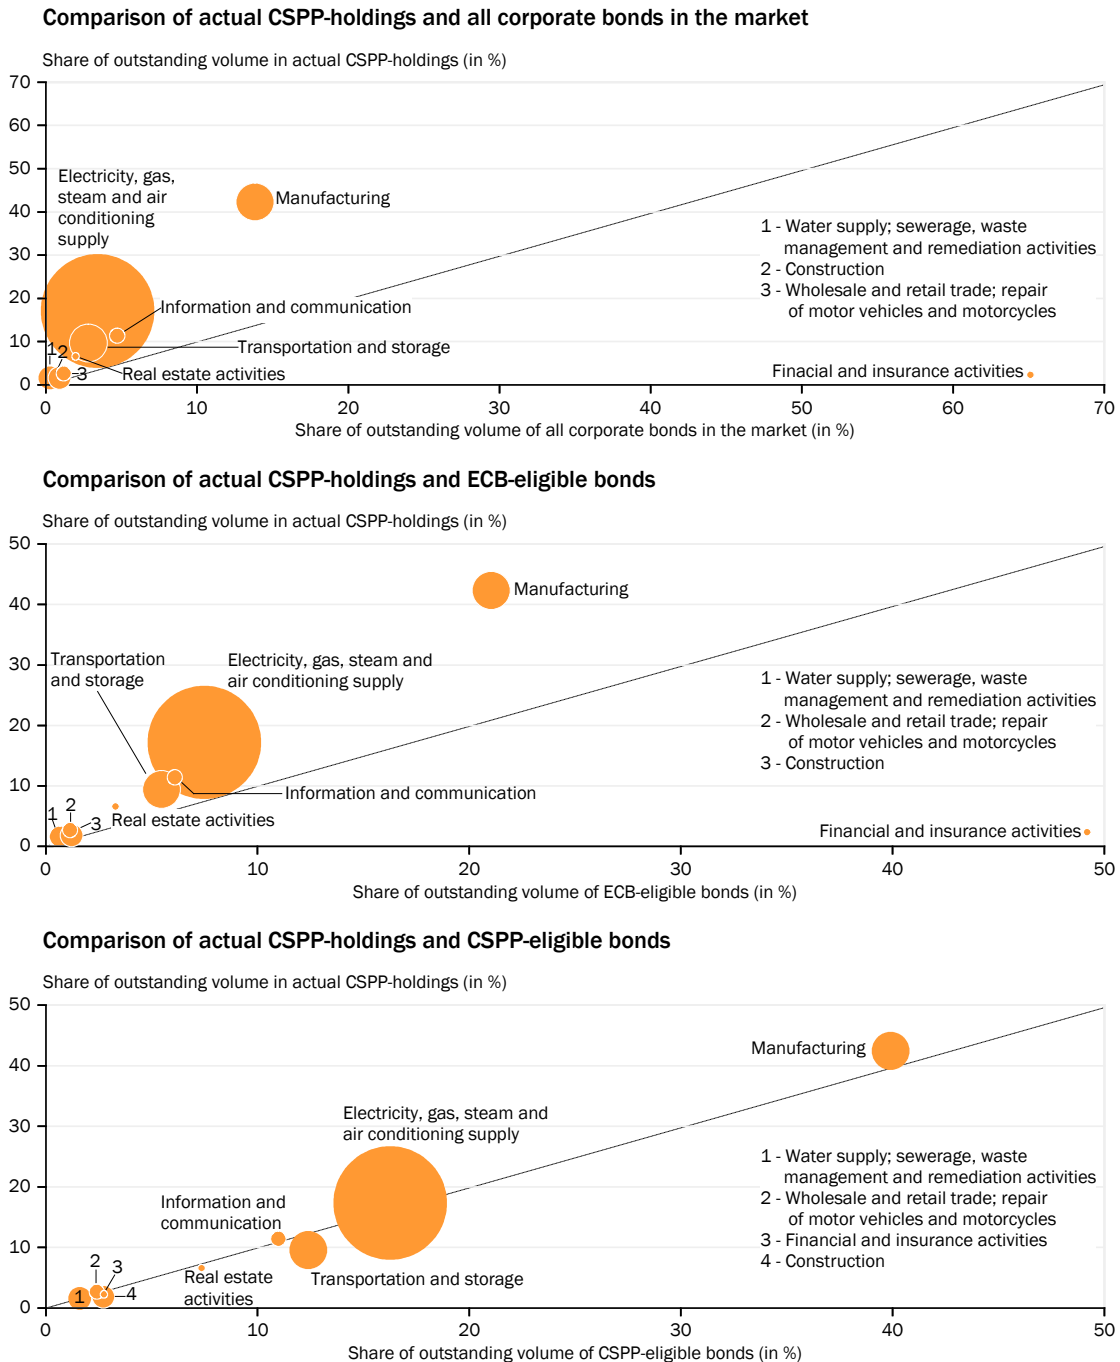 Comparison of actual CSPP-holdings and all corporate bonds in the market
Share of outstanding volume in actual CSPP-holdings (in %)
70
60
50
40
30
20
10
0
Electricity, gas,
steam and air
conditioning
supply
Manufacturing
1 - Water supply; sewerage, waste
management and remediation activities
2 - Construction
3 - Wholesale and retail trade; repair
of motor vehicles and motorcycles
Information and communication
Transportation and storage
1
2
3
Real estate activities
Finacial and insurance activities
0 10 20 30 40 50 60 70
Share of outstanding volume of all corporate bonds in the market (in %)
Comparison of actual CSPP-holdings and ECB-eligible bonds
Share of outstanding volume in actual CSPP-holdings (in %)
50
40
30
20
10
0
Manufacturing
Transportation
and storage
Electricity, gas, steam and
air conditioning supply
1 - Water supply; sewerage, waste
management and remediation activities
2 - Wholesale and retail trade; repair
of motor vehicles and motorcycles
3 - Construction
Information and communication
1
2
3
Real estate activities
Financial and insurance activities
0 10 20 30 40 50
Share of outstanding volume of ECB-eligible bonds (in %)
Comparison of actual CSPP-holdings and CSPP-eligible bonds
Share of outstanding volume in actual CSPP-holdings (in %)
50
40
30
20
10
0
Manufacturing
Electricity, gas, steam and
air conditioning supply
1 - Water supply; sewerage, waste
management and remediation activities
2 - Wholesale and retail trade; repair
of motor vehicles and motorcycles
3 - Financial and insurance activities
4 - Construction
Information and
communication
Transportation and storage
Real estate
activities
1
2
3
4
0 10 20 30 40 50
Share of outstanding volume of CSPP-eligible bonds (in %)